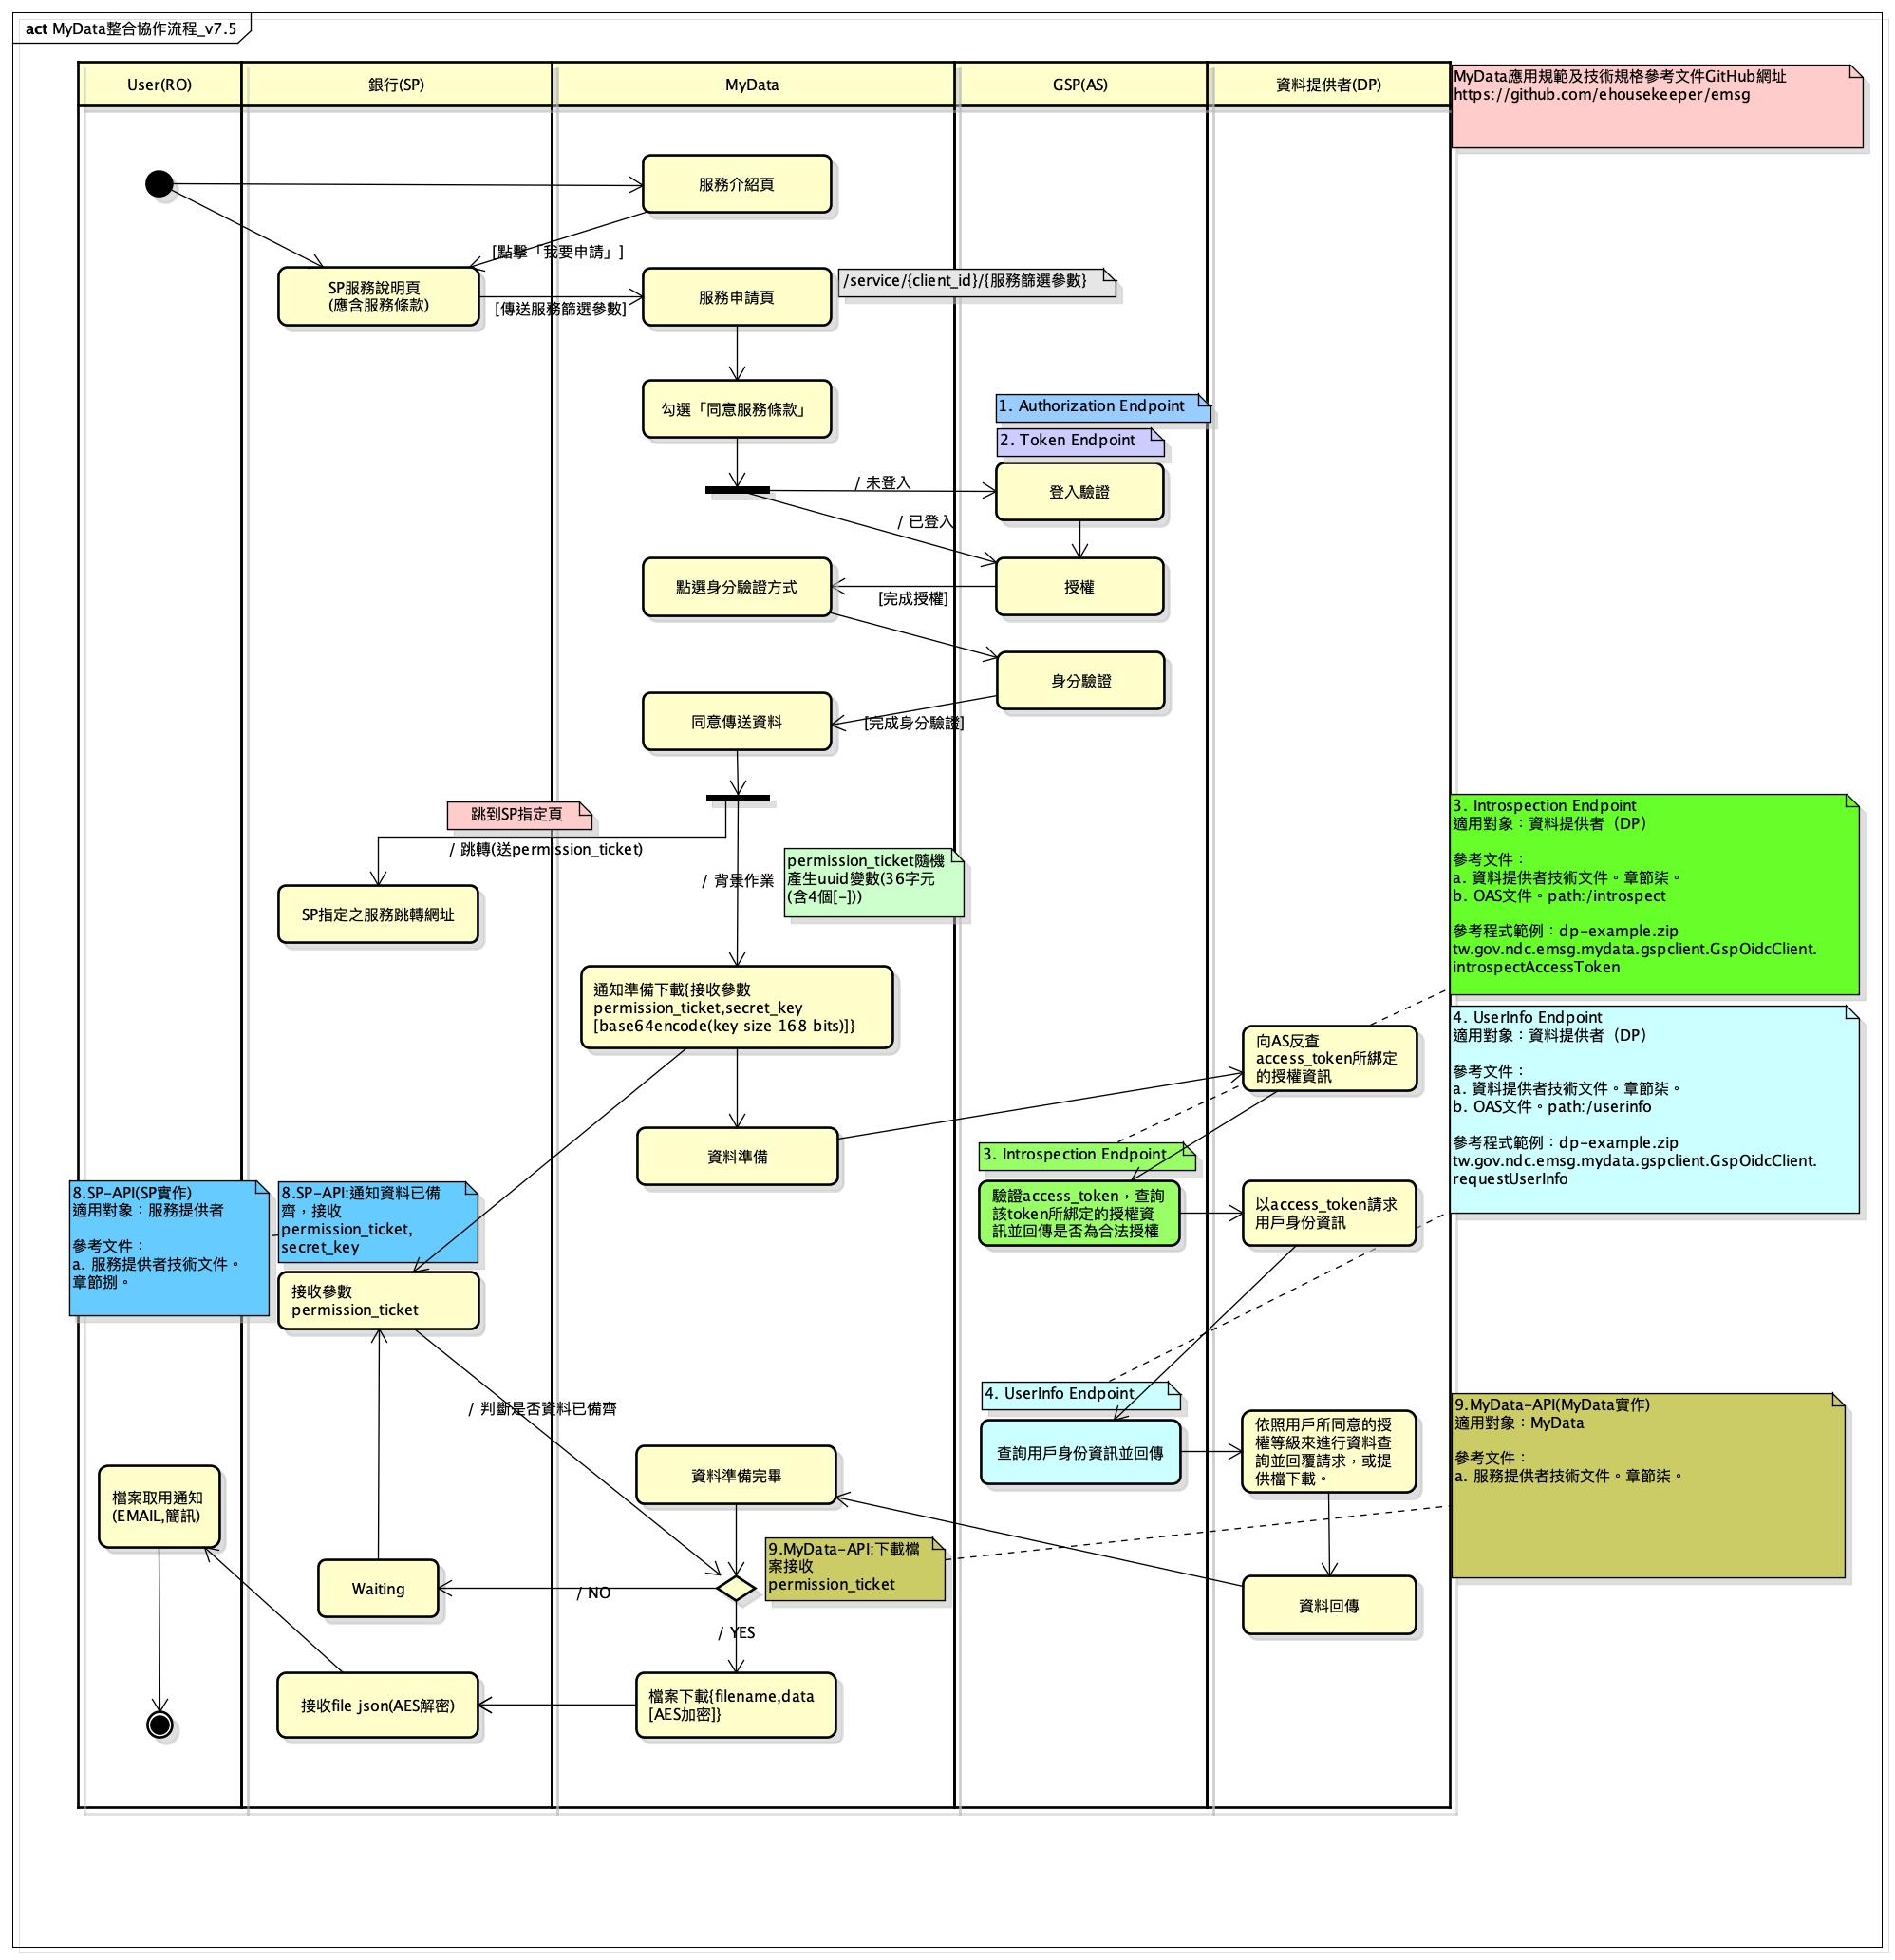 act MyData整合協作流程_v7.5
User(RO)
銀行(SP)
MyData
GSP(AS)
資料提供者(DP)
MyData應用規範及技術規格參考文件GitHub網址
https://github.com/ehousekeeper/emsg
服務介紹頁
[點擊「我要申請」]
SP服務說明頁
(應含服務條款)
[傳送服務篩選參數]
服務申請頁
/service/{client_id}/{服務篩選參數}
勾選「同意服務條款」
1. Authorization Endpoint
2. Token Endpoint
/ 未登入
登入驗證
/ 已登入
點選身分驗證方式
[完成授權]
授權
身分驗證
同意傳送資料
[完成身分驗證]
跳到SP指定頁
/ 跳轉(送permission_ticket)
/ 背景作業
permission_ticket隨機
產生uuid變數(36字元
(含4個[-]))
SP指定之服務跳轉網址
3. Introspection Endpoint
適用對象：資料提供者（DP）
參考文件：
a. 資料提供者技術文件。章節柒。
b. OAS文件。path:/introspect
參考程式範例：dp-example.zip
tw.gov.ndc.emsg.mydata.gspclient.GspOidcClient.
introspectAccessToken
通知準備下載{接收參數
permission_ticket,secret_key
[base64encode(key size 168 bits)]}
4. UserInfo Endpoint
適用對象：資料提供者（DP）
參考文件：
a. 資料提供者技術文件。章節柒。
b. OAS文件。path:/userinfo
參考程式範例：dp-example.zip
tw.gov.ndc.emsg.mydata.gspclient.GspOidcClient.
requestUserInfo
向AS反查
access_token所綁定
的授權資訊
資料準備
3. Introspection Endpoint
驗證access_token，查詢
該token所綁定的授權資
訊並回傳是否為合法授權
以access_token請求
用戶身份資訊
8.SP-API(SP實作)
適用對象：服務提供者
參考文件：
a. 服務提供者技術文件。
章節捌。
8.SP-API:通知資料已備
齊，接收
permission_ticket,
secret_key
接收參數
permission_ticket
/ 判斷是否資料已備齊
4. UserInfo Endpoint
查詢用戶身份資訊並回傳
依照用戶所同意的授
權等級來進行資料查
詢並回覆請求，或提
供檔下載。
9.MyData-API(MyData實作)
適用對象：MyData
參考文件：
a. 服務提供者技術文件。章節柒。
資料準備完畢
檔案取用通知
(EMAIL,簡訊)
9.MyData-API:下載檔
案接收
permission_ticket
Waiting
/ NO
資料回傳
/ YES
接收file json(AES解密)
檔案下載{filename,data
[AES加密]}